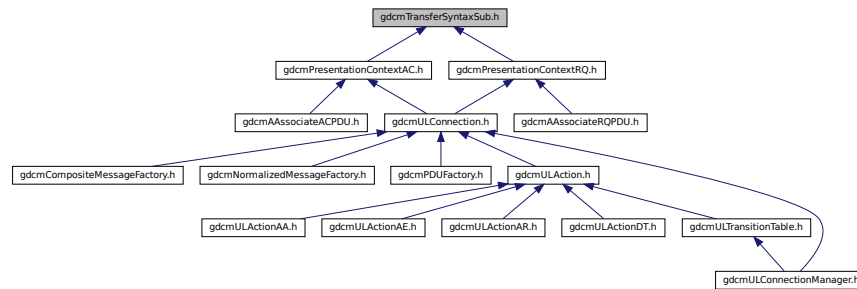 gdcmTransferSyntaxSub.h
gdcmPresentationContextAC.h
gdcmPresentationContextRQ.h
gdcmAAssociateACPDU.h
gdcmULConnection.h
gdcmAAssociateRQPDU.h
gdcmCompositeMessageFactory.h
gdcmNormalizedMessageFactory.h
gdcmPDUFactory.h
gdcmULAction.h
gdcmULActionAA.h
gdcmULActionAE.h
gdcmULActionAR.h
gdcmULActionDT.h
gdcmULTransitionTable.h
gdcmULConnectionManager.h